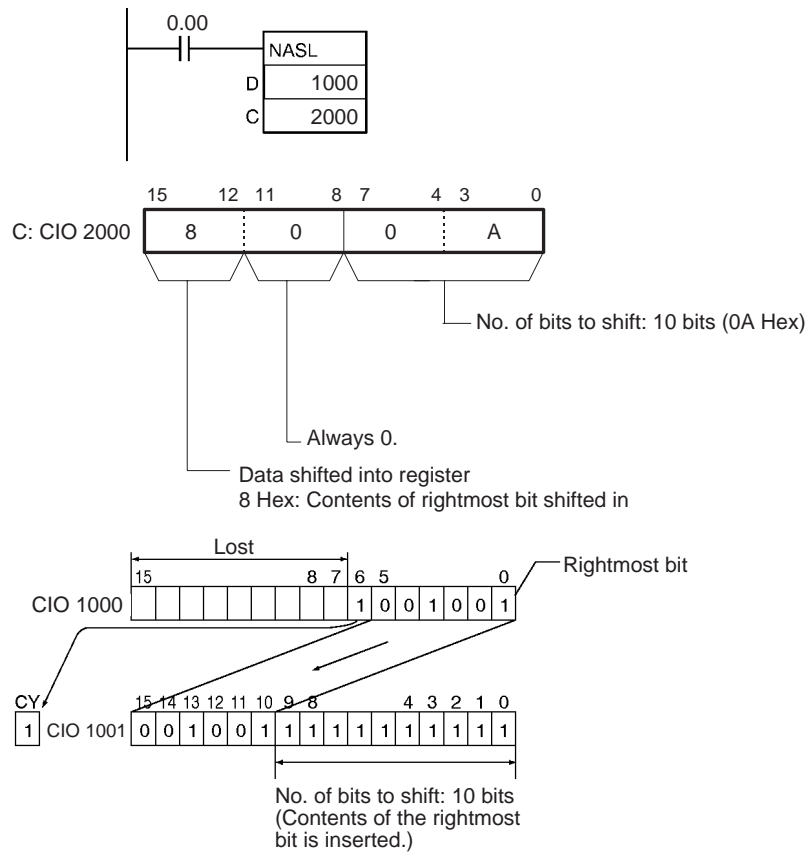 0.00
NASL
D 1000
C 2000
15 12 11 8 7 4 3 0
C: CIO 2000 8 0 0 A
No. of bits to shift: 10 bits (0A Hex)
Always 0.
Data shifted into register
8 Hex: Contents of rightmost bit shifted in
Lost
15 8 7 6 5 0
Rightmost bit
CIO 1000 1 0 0 1 0 0 1
CY 15 14 13 12 11 10 9 8 4 3 2 1 0
1 CIO 1001 0 0 1 0 0 1 1 1 1 1 1 1 1 1 1 1
No. of bits to shift: 10 bits
(Contents of the rightmost
bit is inserted.)